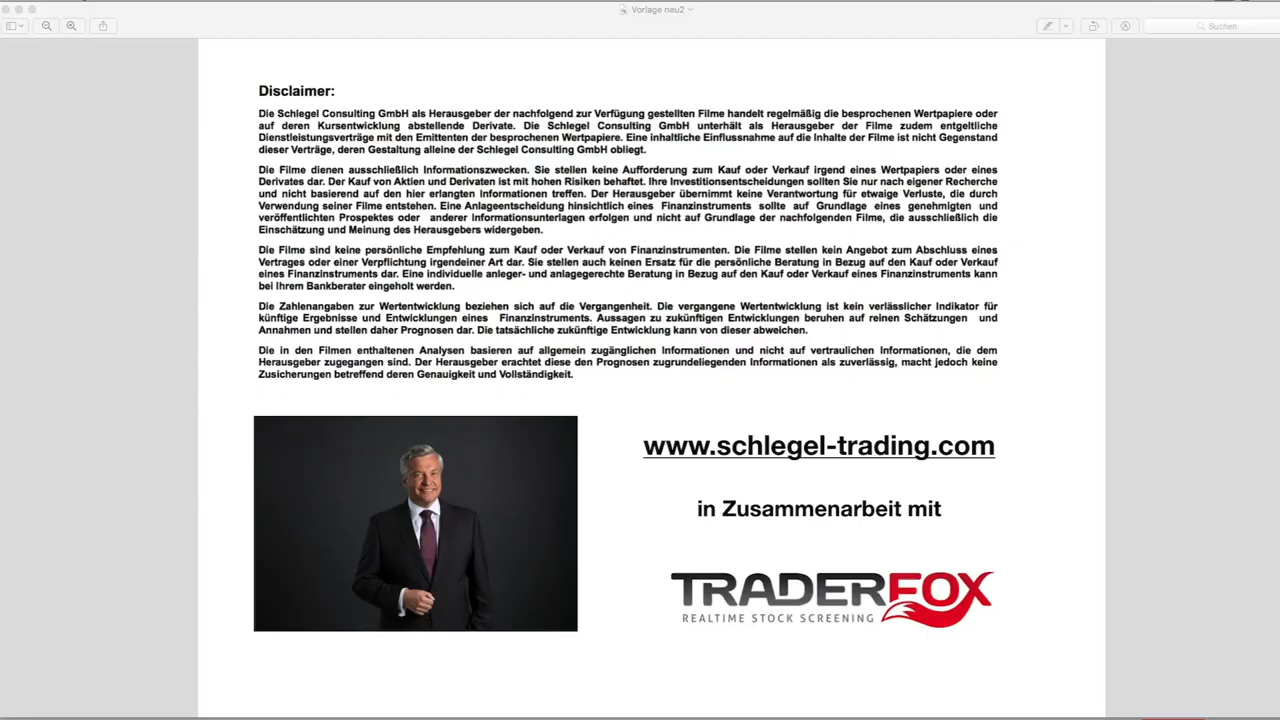 Vorlage neu2
Suchen
Disclaimer:
Die Schlegel Consulting GmbH als Herausgeber der nachfolgend zur Verfügung gestellten Filme handelt regelmäßig die besprochenen Wertpapiere oder
auf deren Kursentwicklung abstellende Derivate. Die Schlegel Consulting GmbH unterhält als Herausgeber der Filme zudem entgeltliche
Dienstleistungsverträge mit den Emittenten der besprochenen Wertpapiere. Eine inhaltliche Einflussnahme auf die Inhalte der Filme ist nicht Gegenstand
dieser Verträge, deren Gestaltung alleine der Schlegel Consulting GmbH obliegt.
Die Filme dienen ausschließlich Informationszwecken. Sie stellen keine Aufforderung zum Kauf oder Verkauf irgend eines Wertpapiers oder eines
Derivates dar. Der Kauf von Aktien und Derivaten ist mit hohen Risiken behaftet. Ihre Investitionsentscheidungen sollten Sie nur nach eigener Recherche
und nicht basierend auf den hier erlangten Informationen treffen. Der Herausgeber übernimmt keine Verantwortung für etwaige Verluste, die durch
Verwendung seiner Filme entstehen. Eine Anlageentscheidung hinsichtlich eines Finanzinstruments sollte auf Grundlage eines genehmigten und
veröffentlichten Prospektes oder anderer Informationsunterlagen erfolgen und nicht auf Grundlage der nachfolgenden Filme, die ausschließlich die
Einschätzung und Meinung des Herausgebers widergeben.
Die Filme sind keine persönliche Empfehlung zum Kauf oder Verkauf von Finanzinstrumenten. Die Filme stellen kein Angebot zum Abschluss eines
Vertrages oder einer Verpflichtung irgendeiner Art dar. Sie stellen auch keinen Ersatz für die persönliche Beratung in Bezug auf den Kauf oder Verkauf
eines Finanzinstruments dar. Eine individuelle anleger- und anlagegerechte Beratung in Bezug auf den Kauf oder Verkauf eines Finanzinstruments kann
bei Ihrem Bankberater eingeholt werden.
Die Zahlenangaben zur Wertentwicklung beziehen sich auf die Vergangenheit. Die vergangene Wertentwicklung ist kein verlässlicher Indikator für
künftige Ergebnisse und Entwicklungen eines Finanzinstruments. Aussagen zu zukünftigen Entwicklungen beruhen auf reinen Schätzungen und
Annahmen und stellen daher Prognosen dar. Die tatsächliche zukünftige Entwicklung kann von dieser abweichen.
Die in den Filmen enthaltenen Analysen basieren auf allgemein zugänglichen Informationen und nicht auf vertraulichen Informationen, die dem
Herausgeber zugegangen sind. Der Herausgeber erachtet diese den Prognosen zugrundeliegenden Informationen als zuverlässig, macht jedoch keine
Zusicherungen betreffend deren Genauigkeit und Vollständigkeit.
www.schlegel-trading.com
in Zusammenarbeit mit
TRADERFOX
REALTIME STOCK SCREENING